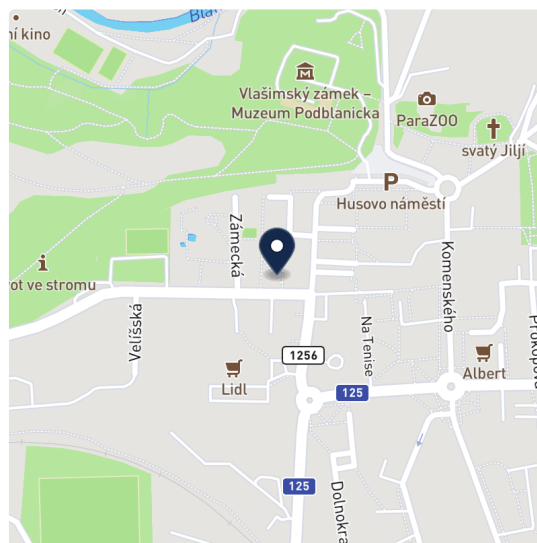 Bla
ní kino
Vlašimský zámek –
Muzeum Podblanicka
ParaZOO
svatý Jiljí
P
Husovo náměstí
Zámecká
Komenského
i
rot ve stromu
Velíšská
Na Tenise
Prokopova
1256
Lidl
Albert
125
125
Dolnokra